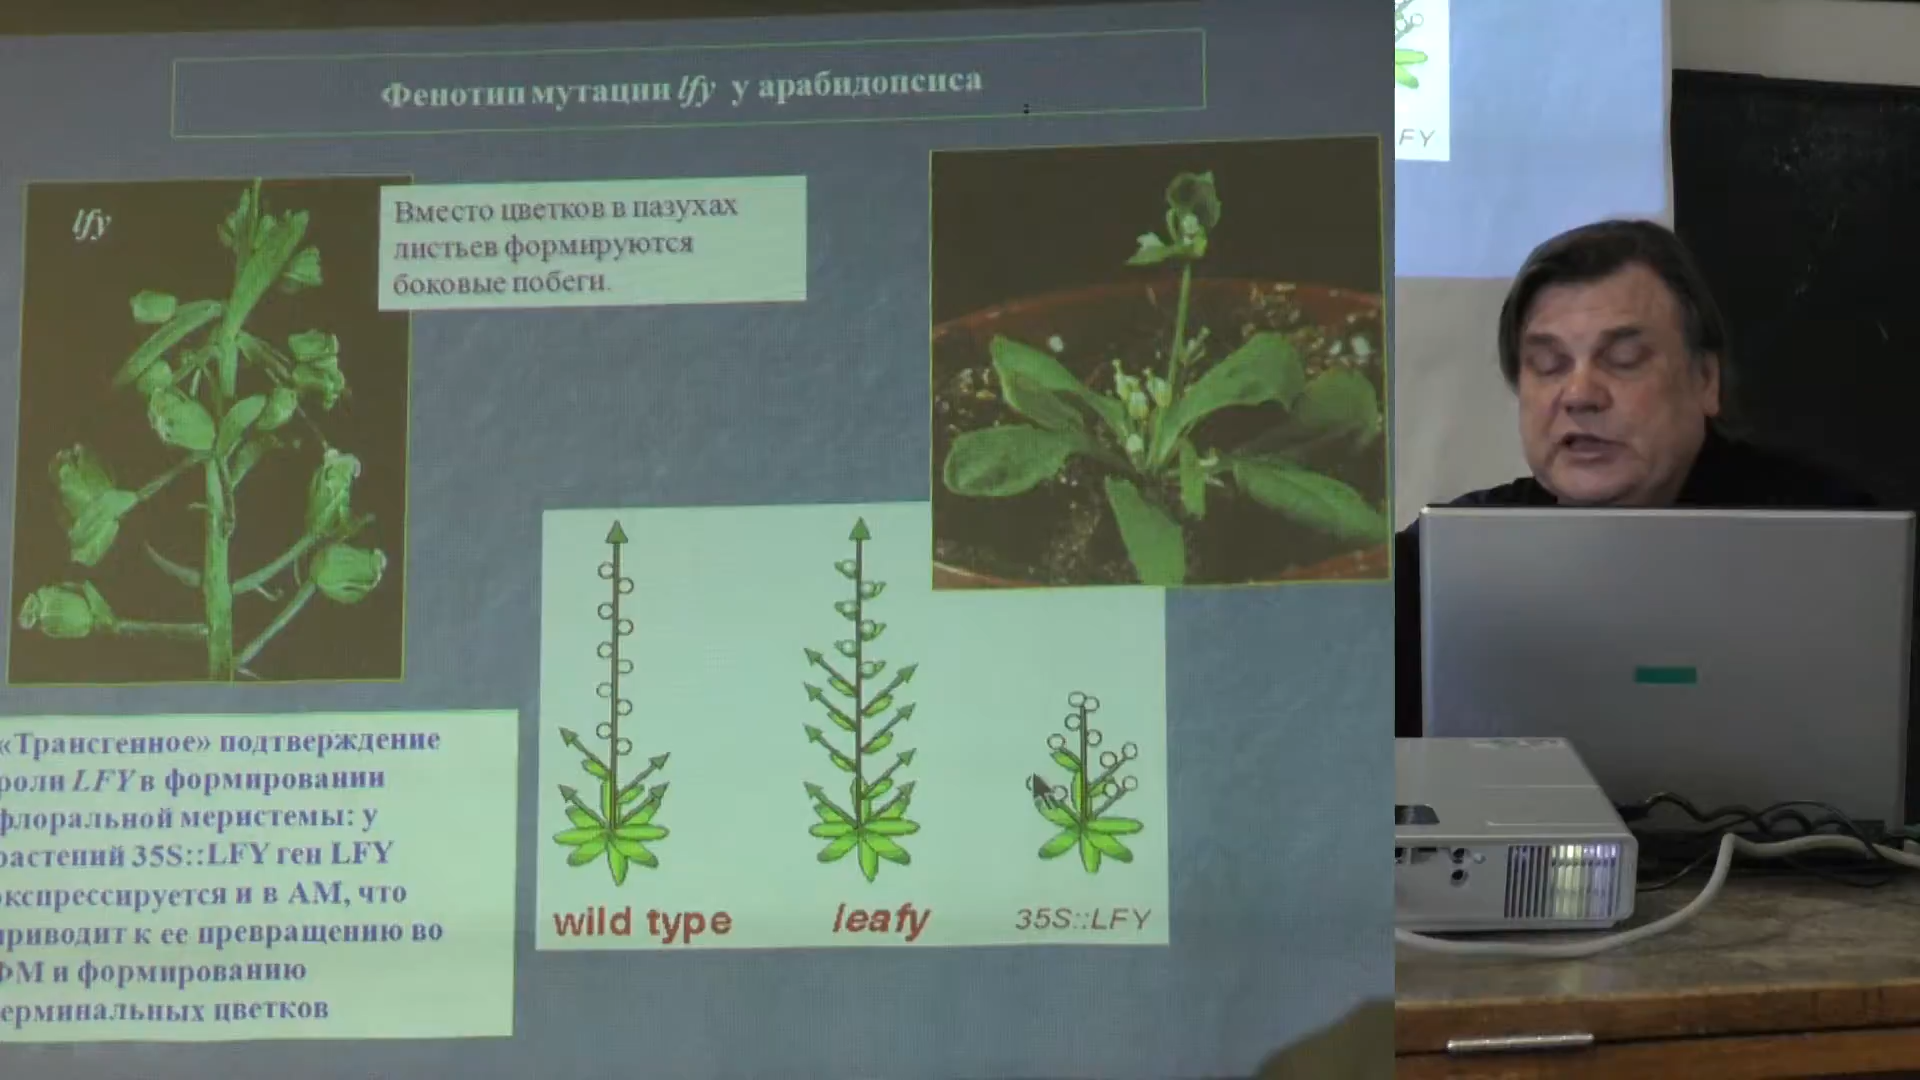 Фенотип мутации lfy у арабидопсиса
lfy
Вместо цветков в пазухах
листьев формируются
боковые побеги.
«Трансгенное» подтверждение
роли LFY в формировании
флоральной меристемы: у
растений 35S::LFY ген LFY
экспрессируется и в АМ, что
приводит к ее превращению во
ФМ и формированию
терминальных цветков
wild type
leafy
35S::LFY
FY